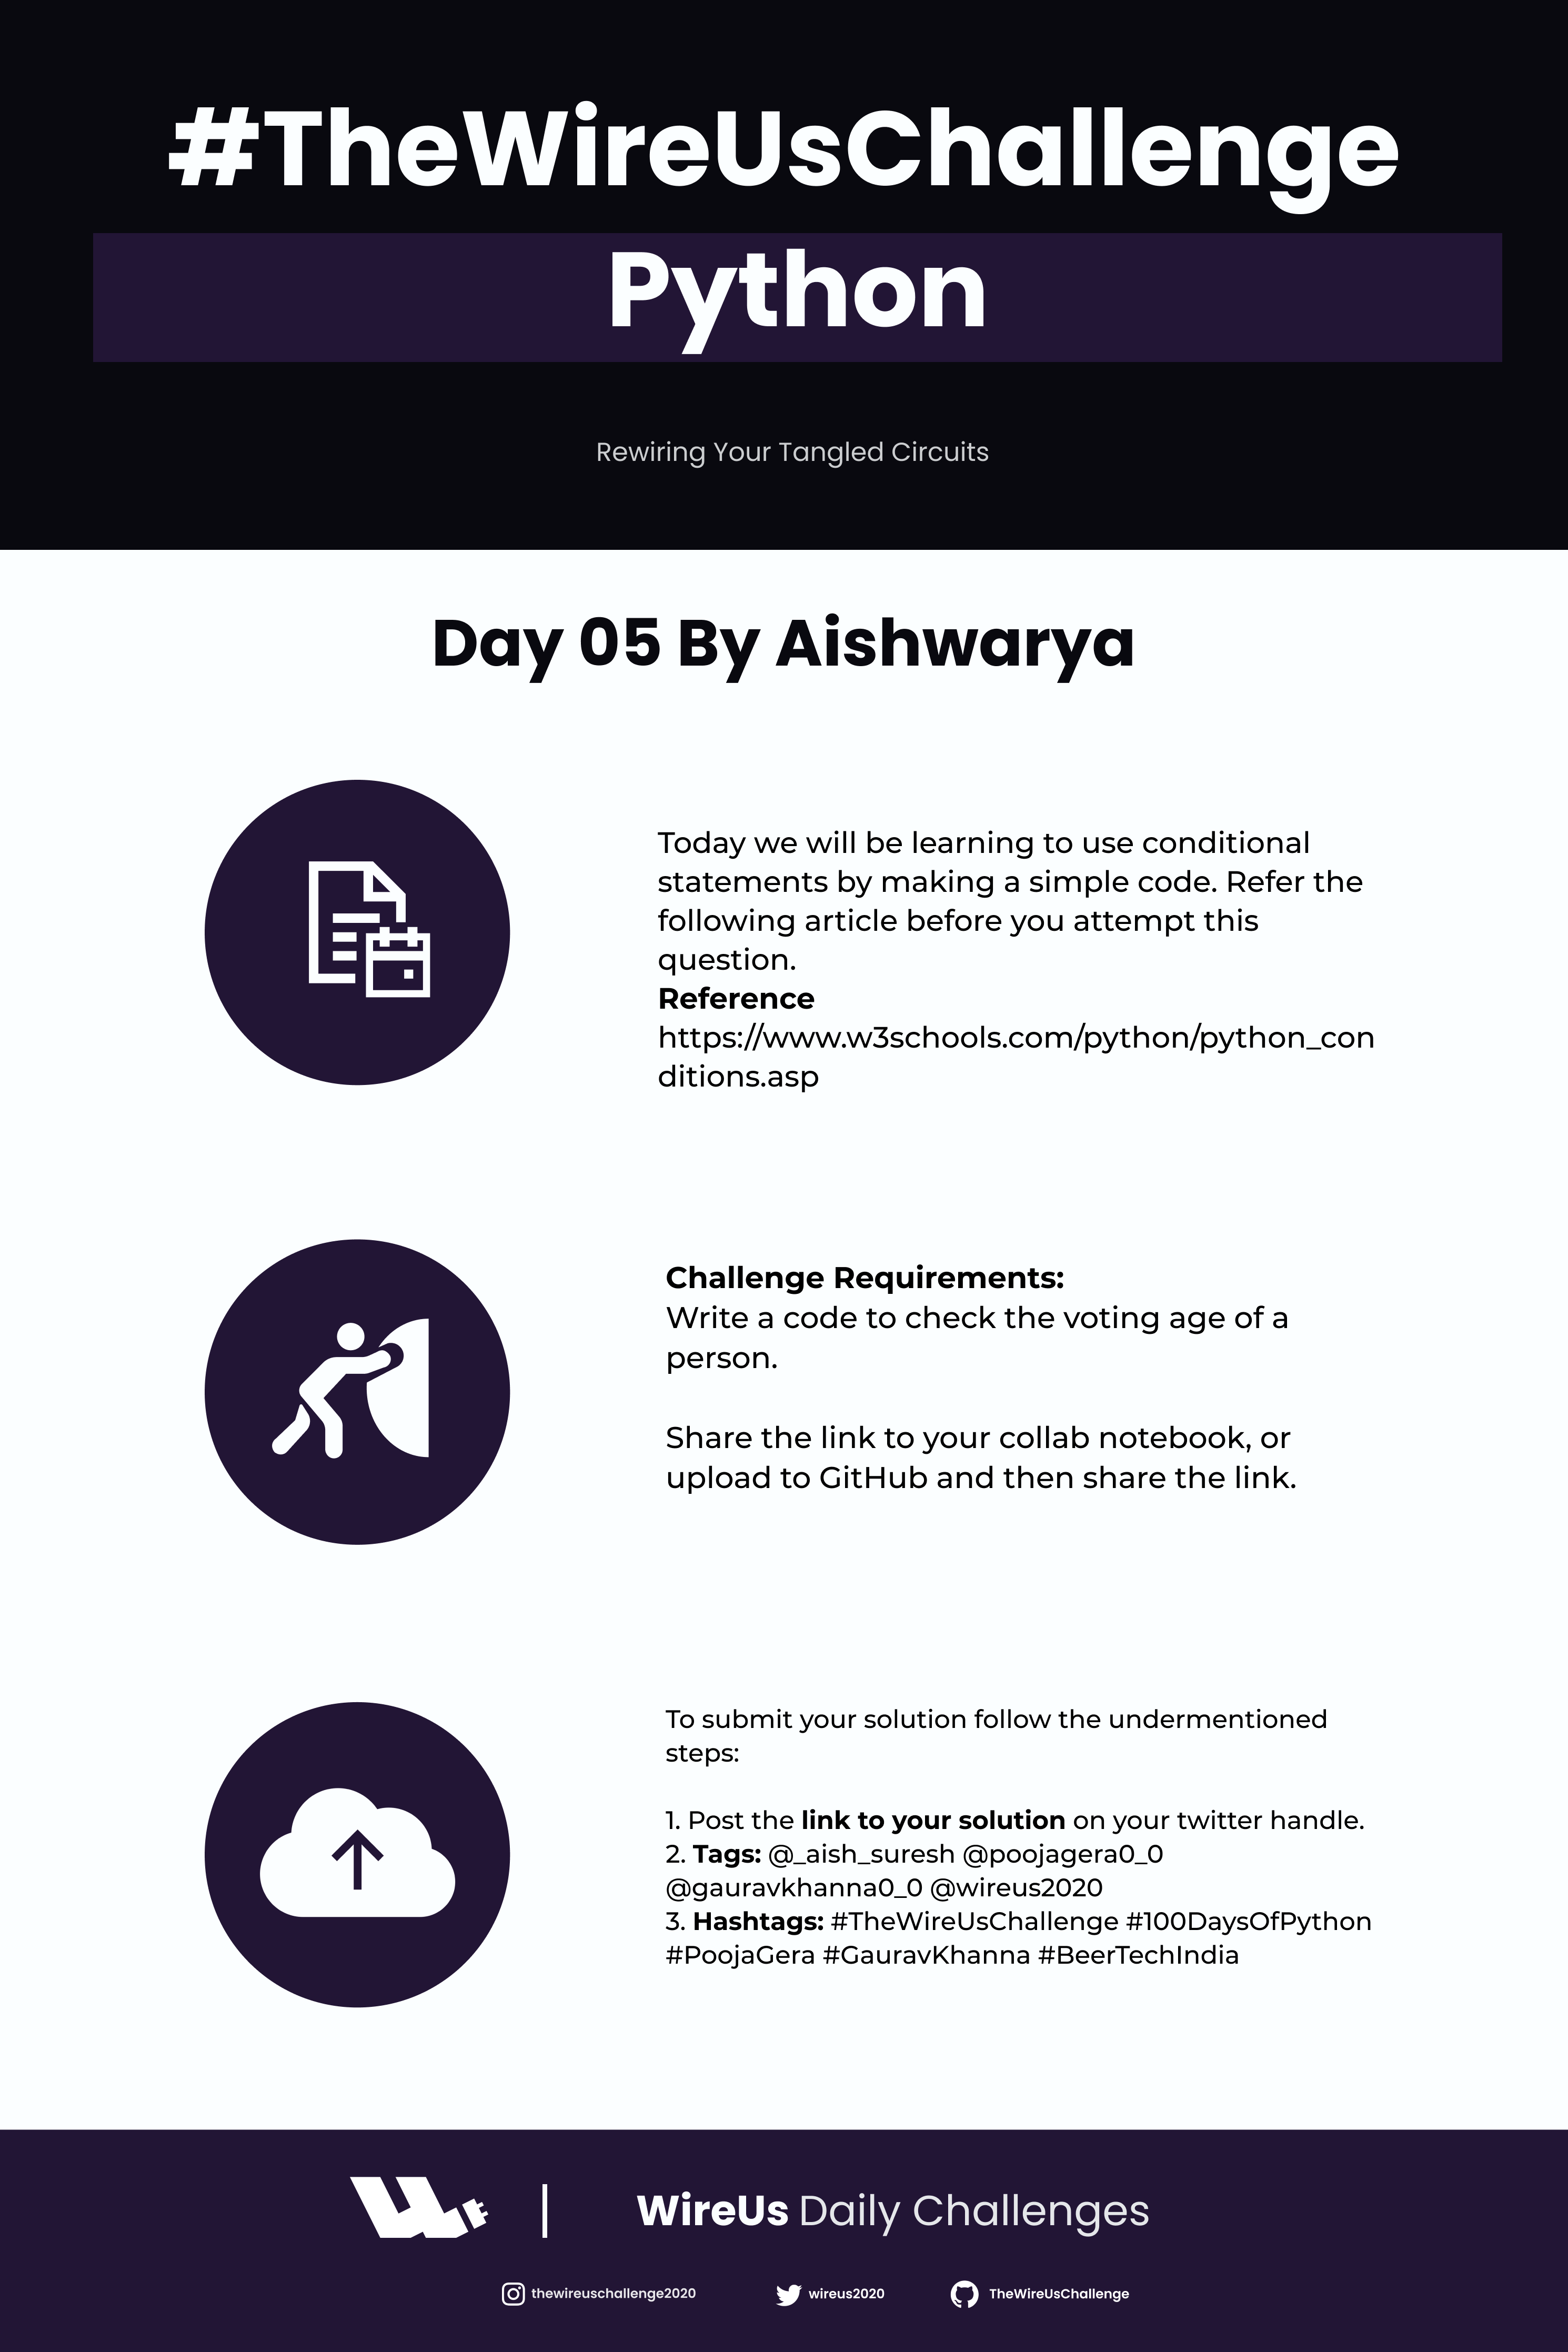 #TheWireUsChallenge
Python
Rewiring Your Tangled Circuits
Day 05 By Aishwarya
Today we will be learning to use conditional
statements by making a simple code. Refer the
following article before you attempt this
question.
Reference
https://www.w3schools.com/python/python_con
ditions.asp
Challenge Requirements:
Write a code to check the voting age of a
person.
Share the link to your collab notebook, or
upload to GitHub and then share the link.
To submit your solution follow the undermentioned
steps:
1. Post the link to your solution on your twitter handle.
2. Tags: @_aish_suresh @poojagera0_0
@gauravkhanna0_0 @wireus2020
3. Hashtags: #TheWireUsChallenge #100DaysOfPython
#PoojaGera #GauravKhanna #BeerTechIndia
WireUs Daily Challenges
thewireuschallenge2020 wireus2020 TheWireUsChallenge